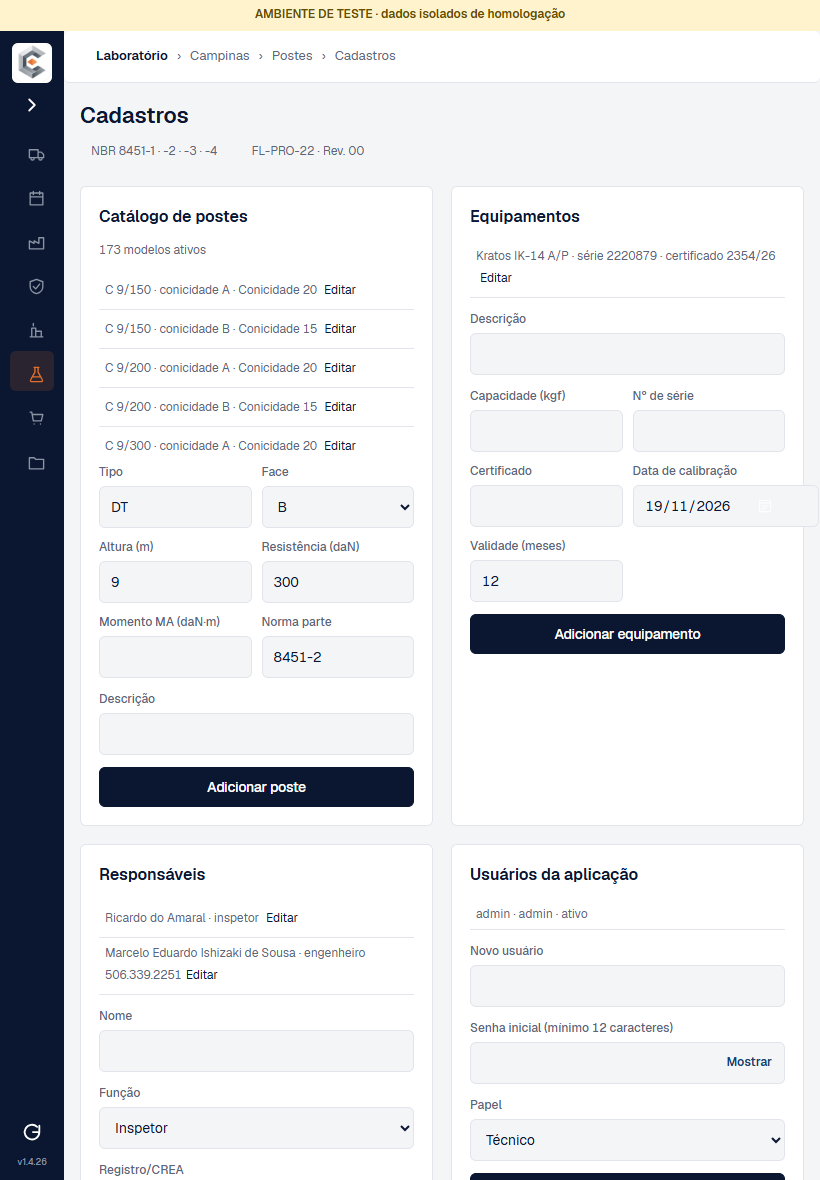 AMBIENTE DE TESTE · dados isolados de homologação
Laboratório › Campinas › Postes › Cadastros
Cadastros
NBR 8451-1 · -2 · -3 · -4 FL-PRO-22 · Rev. 00
Catálogo de postes
173 modelos ativos
C 9/150 · conicidade A · Conicidade 20 Editar
C 9/150 · conicidade B · Conicidade 15 Editar
C 9/200 · conicidade A · Conicidade 20 Editar
C 9/200 · conicidade B · Conicidade 15 Editar
C 9/300 · conicidade A · Conicidade 20 Editar
Tipo Face
DT B
Altura (m) Resistência (daN)
9 300
Momento MA (daN·m) Norma parte
8451-2
Descrição
Adicionar poste
Equipamentos
Kratos IK-14 A/P · série 2220879 · certificado 2354/26
Editar
Descrição
Capacidade (kgf) Nº de série
Certificado Data de calibração
19/11/2026
Validade (meses)
12
Adicionar equipamento
Responsáveis
Ricardo do Amaral · inspetor Editar
Marcelo Eduardo Ishizaki de Sousa · engenheiro
506.339.2251 Editar
Nome
Função
Inspetor
Registro/CREA
Usuários da aplicação
admin · admin · ativo
Novo usuário
Senha inicial (mínimo 12 caracteres)
Mostrar
Papel
Técnico
v1.4.26